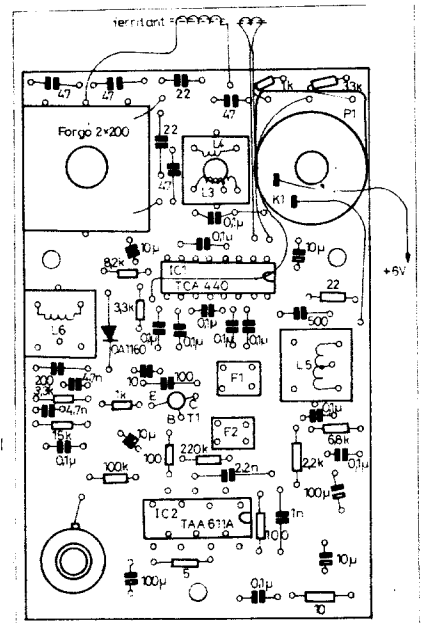 ferritant =
47
47
22
47
1k
3,3k
P1
Forgo 2×200
22
47
L4
L3
K1
0,1µ
0,1µ
10µ
10µ
+6V
8,2k
IC1
TCA 440
3,3k
22
500
0,1µ
0,1µ
0,1µ
0,1µ
0,1µ
L6
OA1160
L5
200
4,7n
3,3k
4,7n
15k
0,1µ
10
100
F1
1k
E
C
B
T1
F2
0,1µ
6,8k
10µ
100
220k
2,2n
2,2k
0,1µ
100k
100µ
IC2
TAA 611A
1n
100
5
10µ
100µ
0,1µ
10